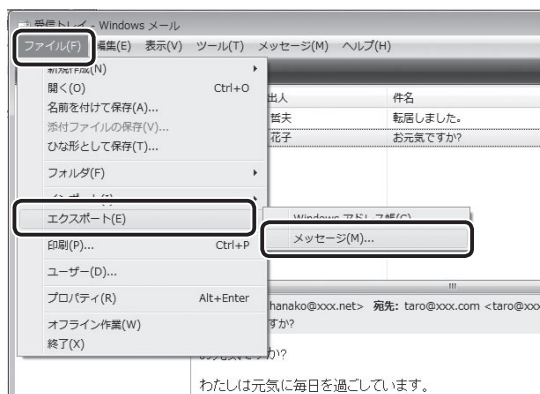 受信トレイ - Windows メール
ファイル(F) 編集(E) 表示(V) ツール(T) メッセージ(M) ヘルプ(H)
新規作成(N)
開く(O) Ctrl+O
名前を付けて保存(A)...
添付ファイルの保存(V)...
ひな形として保存(T)...
フォルダ(F)
エクスポート(E)
印刷(P)... Ctrl+P
ユーザー(D)...
プロパティ(R) Alt+Enter
オフライン作業(W)
終了(X)
Windows アドレス帳(C)
メッセージ(M)...
出人 件名
哲夫 転居しました。
花子 お元気ですか?
hanako@xxx.net> 宛先: taro@xxx.com <taro@xxx
すか?
お元気ですか?
わたしは元気に毎日を過ごしています。